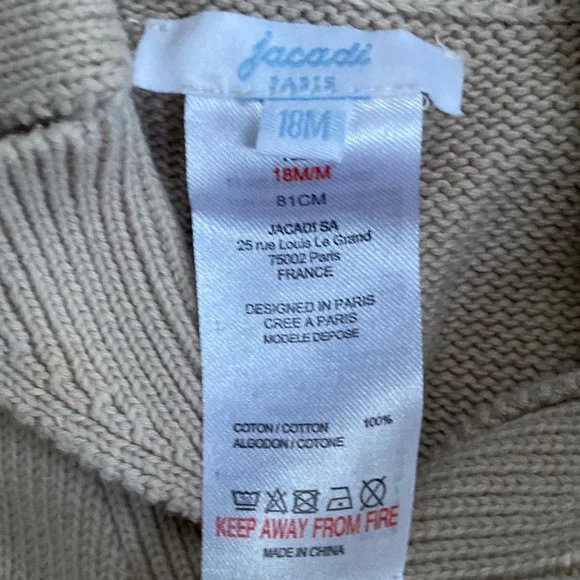 jacadi
PARIS
18M
18M/M
81CM
JACADI SA
25 rue Louis Le Grand
75002 Paris
FRANCE
DESIGNED IN PARIS
CREE A PARIS
MODELE DEPOSE
COTON / COTTON 100%
ALGODON / COTONE
KEEP AWAY FROM FIRE
MADE IN CHINA